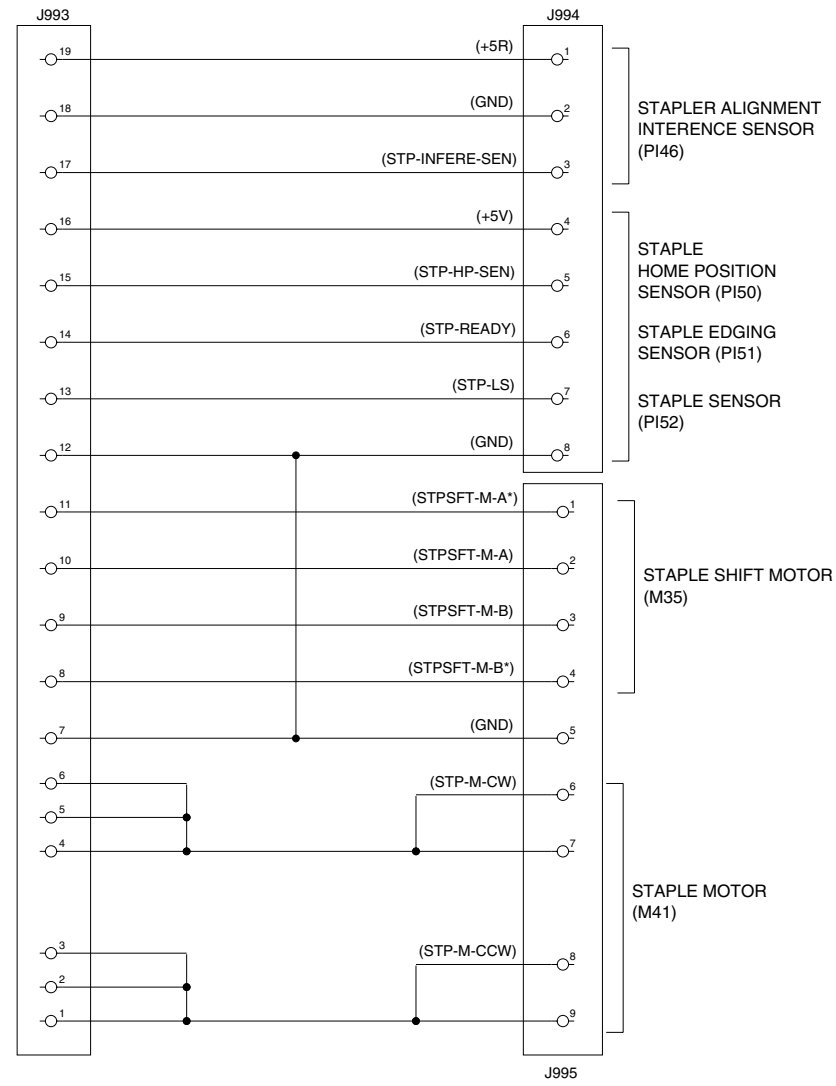 J993 J994
19 (+5R) 1
18 (GND) 2
STAPLER ALIGNMENT
INTERENCE SENSOR
(PI46)
17 (STP-INFERE-SEN) 3
16 (+5V) 4
STAPLE
HOME POSITION
SENSOR (PI50)
15 (STP-HP-SEN) 5
14 (STP-READY) 6
STAPLE EDGING
SENSOR (PI51)
13 (STP-LS) 7
STAPLE SENSOR
(PI52)
12 (GND) 8
11 (STPSFT-M-A*) 1
10 (STPSFT-M-A) 2
STAPLE SHIFT MOTOR
(M35)
9 (STPSFT-M-B) 3
8 (STPSFT-M-B*) 4
7 (GND) 5
6 (STP-M-CW) 6
5
4 7
STAPLE MOTOR
(M41)
3 (STP-M-CCW) 8
2
1 9
J995